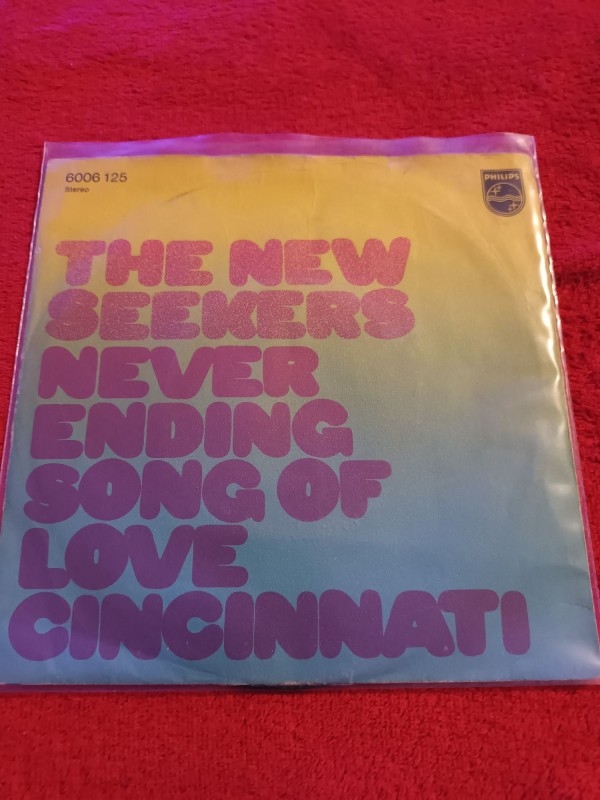 6006 125
Stereo
PHILIPS
THE NEW
SEEKERS
NEVER
ENDING
SONG OF
LOVE
CINCINNATI